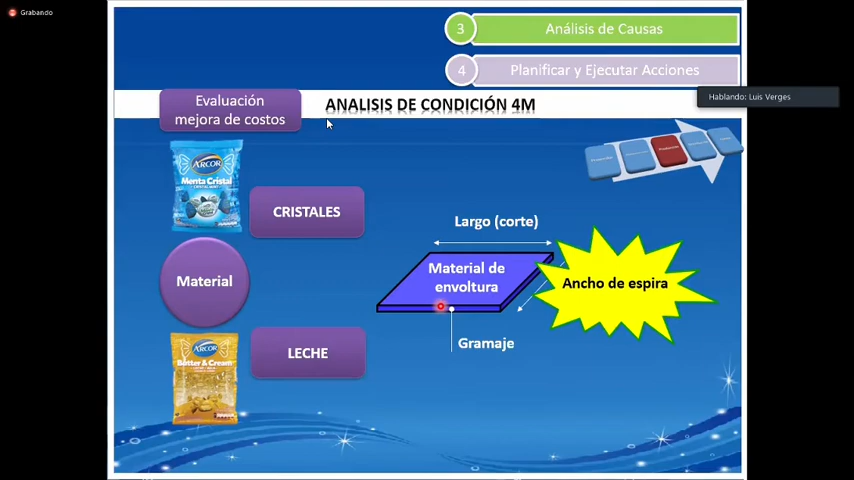 Grabando
3
Análisis de Causas
4
Planificar y Ejecutar Acciones
Hablando: Luis Verges
Evaluación
mejora de costos
ANALISIS DE CONDICIÓN 4M
ARCOR
Menta Cristal
CRISTALES
Largo (corte)
Material de
envoltura
Ancho de espira
Material
Gramaje
ARCOR
Butter & Cream
LECHE